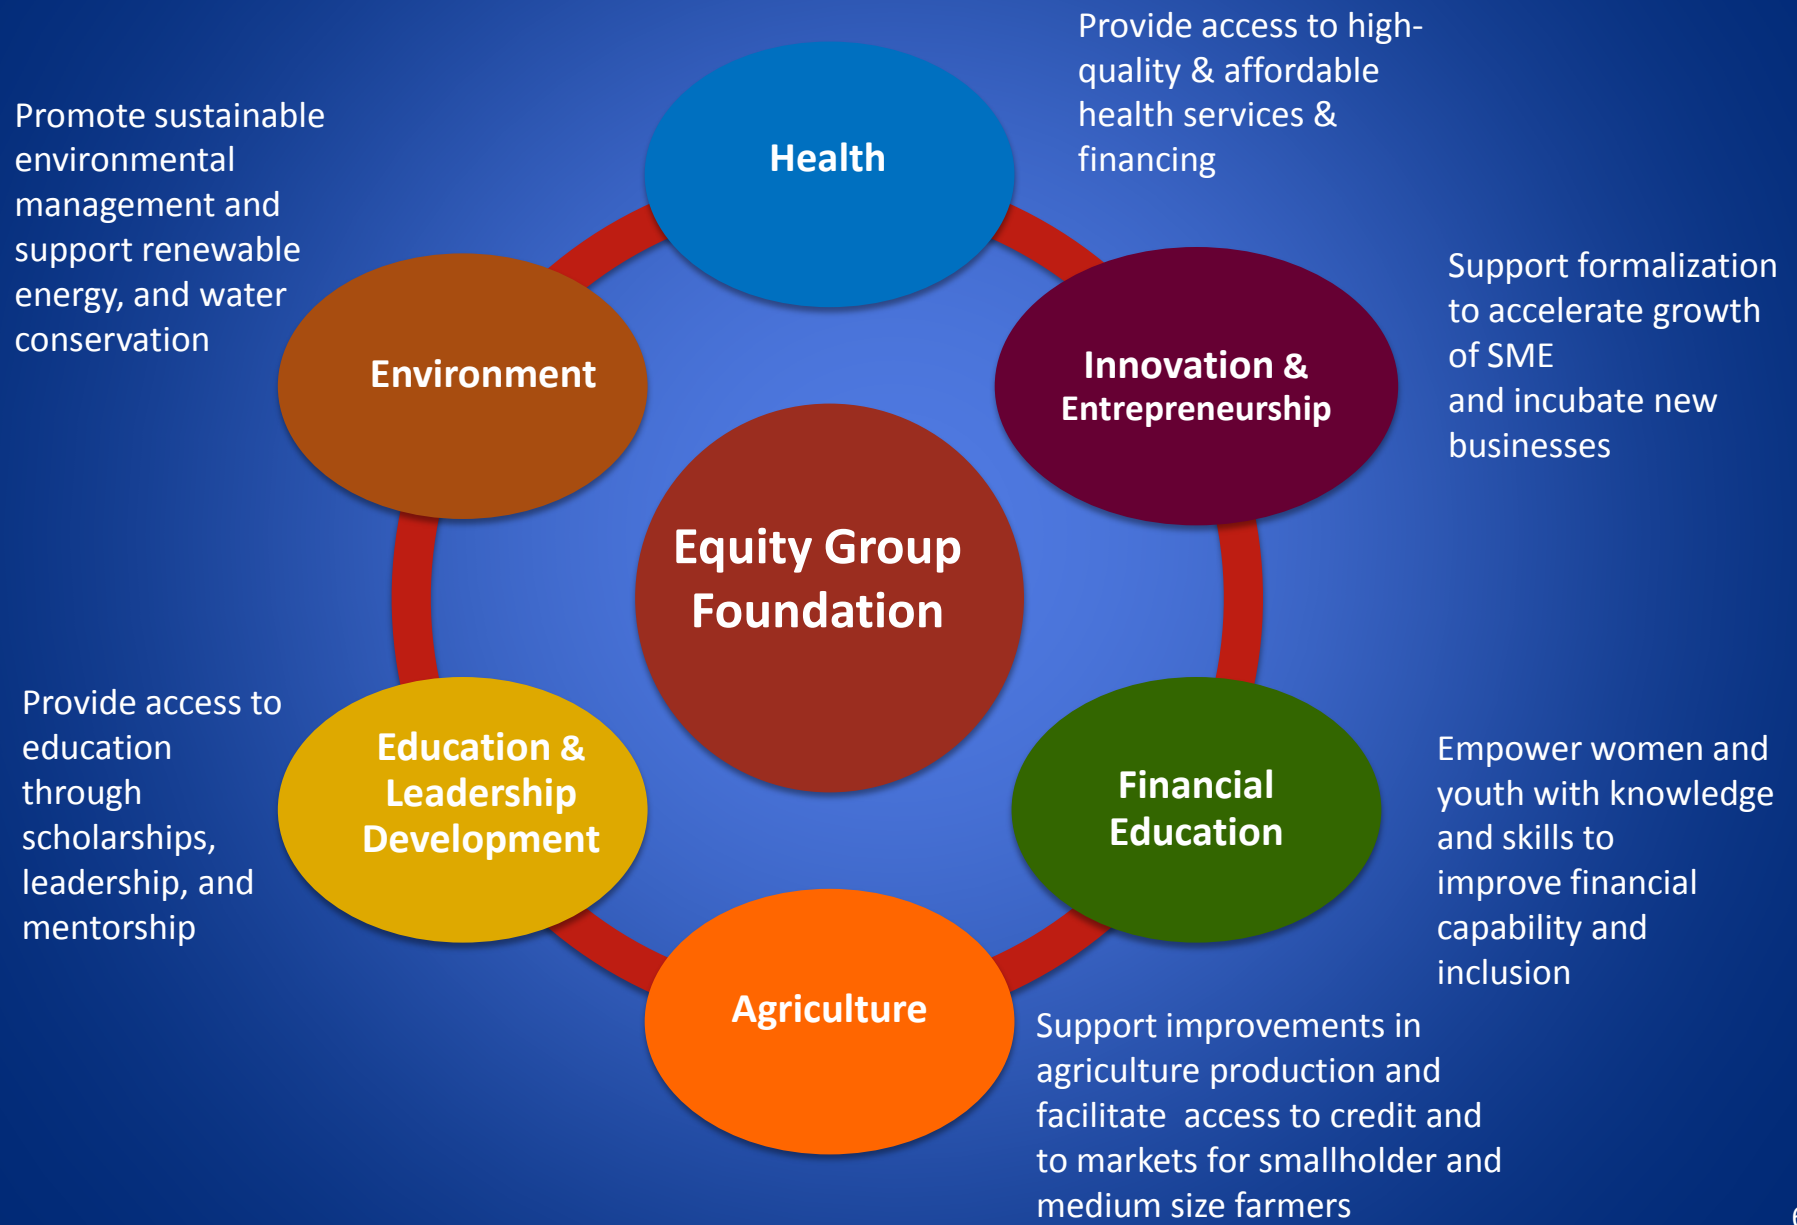 Provide access to high-
quality & affordable
health services &
financing
Health
Promote sustainable
environmental
management and
support renewable
energy, and water
conservation
Environment
Innovation &
Entrepreneurship
Support formalization
to accelerate growth
of SME
and incubate new
businesses
Equity Group
Foundation
Provide access to
education
through
scholarships,
leadership, and
mentorship
Education &
Leadership
Development
Financial
Education
Empower women and
youth with knowledge
and skills to
improve financial
capability and
inclusion
Agriculture
Support improvements in
agriculture production and
facilitate  access to credit and
to markets for smallholder and
medium size farmers